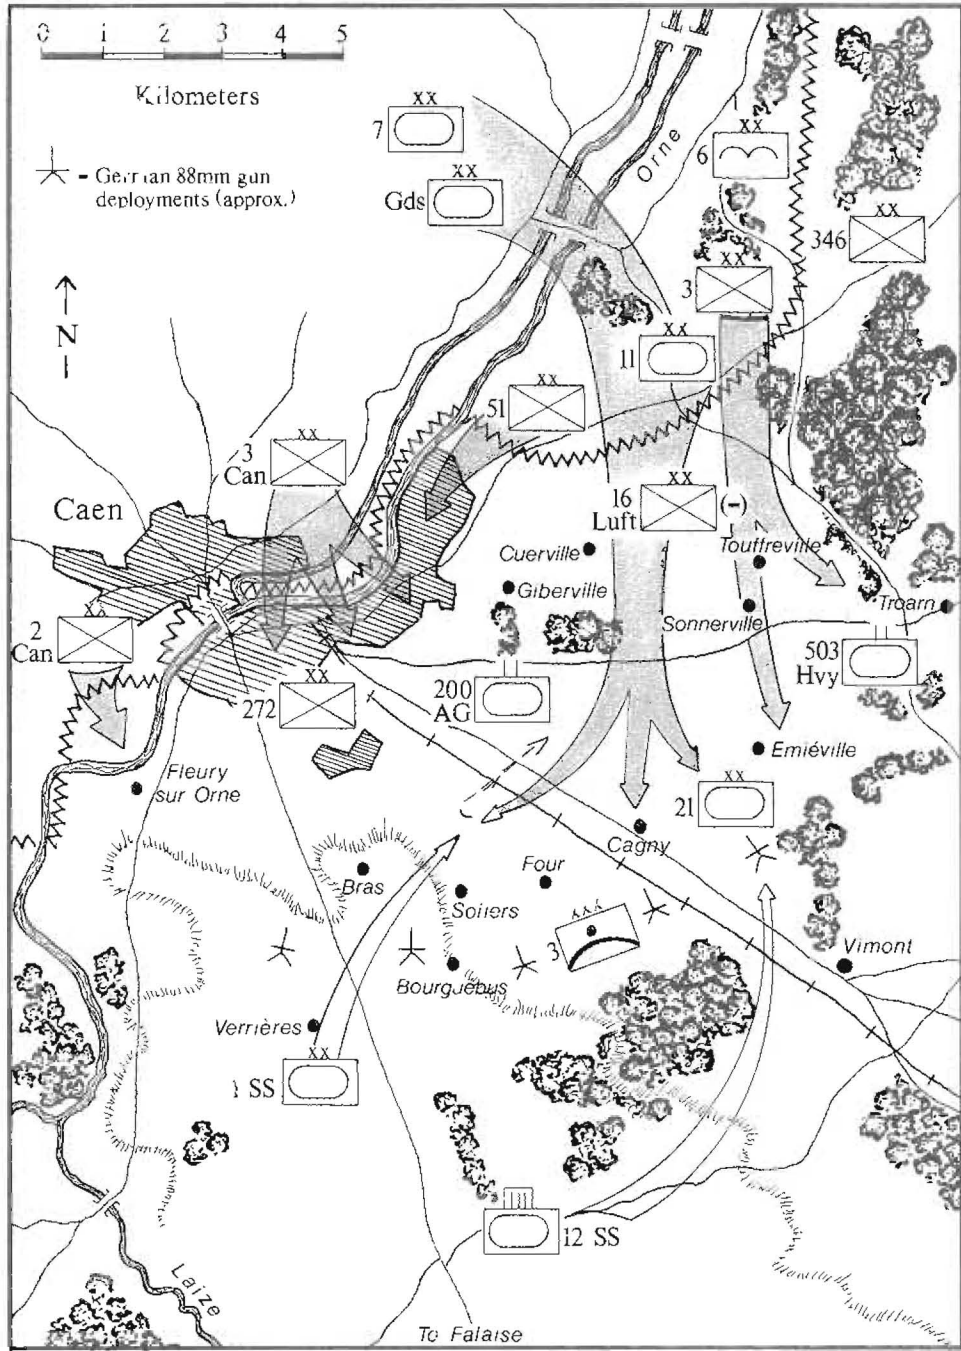 0 1 2 3 4 5
Kilometers
- German 88mm gun
deployments (approx.)
N
xx
7
xx
Gds
Orne
xx
6
xx
346
xx
3
xx
11
xx
51
xx
3
Can
Caen
xx
16
Luft
(-)
Touffreville
Cuerville
Giberville
Sonnerville
Troarn
xx
2
Can
503
Hvy
200
AG
xx
272
Emiéville
Fleury
sur Orne
xx
21
Cagny
Bras
Four
Soliers
xxx
3
Vimont
Bourguébus
Verrières
xx
1 SS
12 SS
Laize
To Falaise